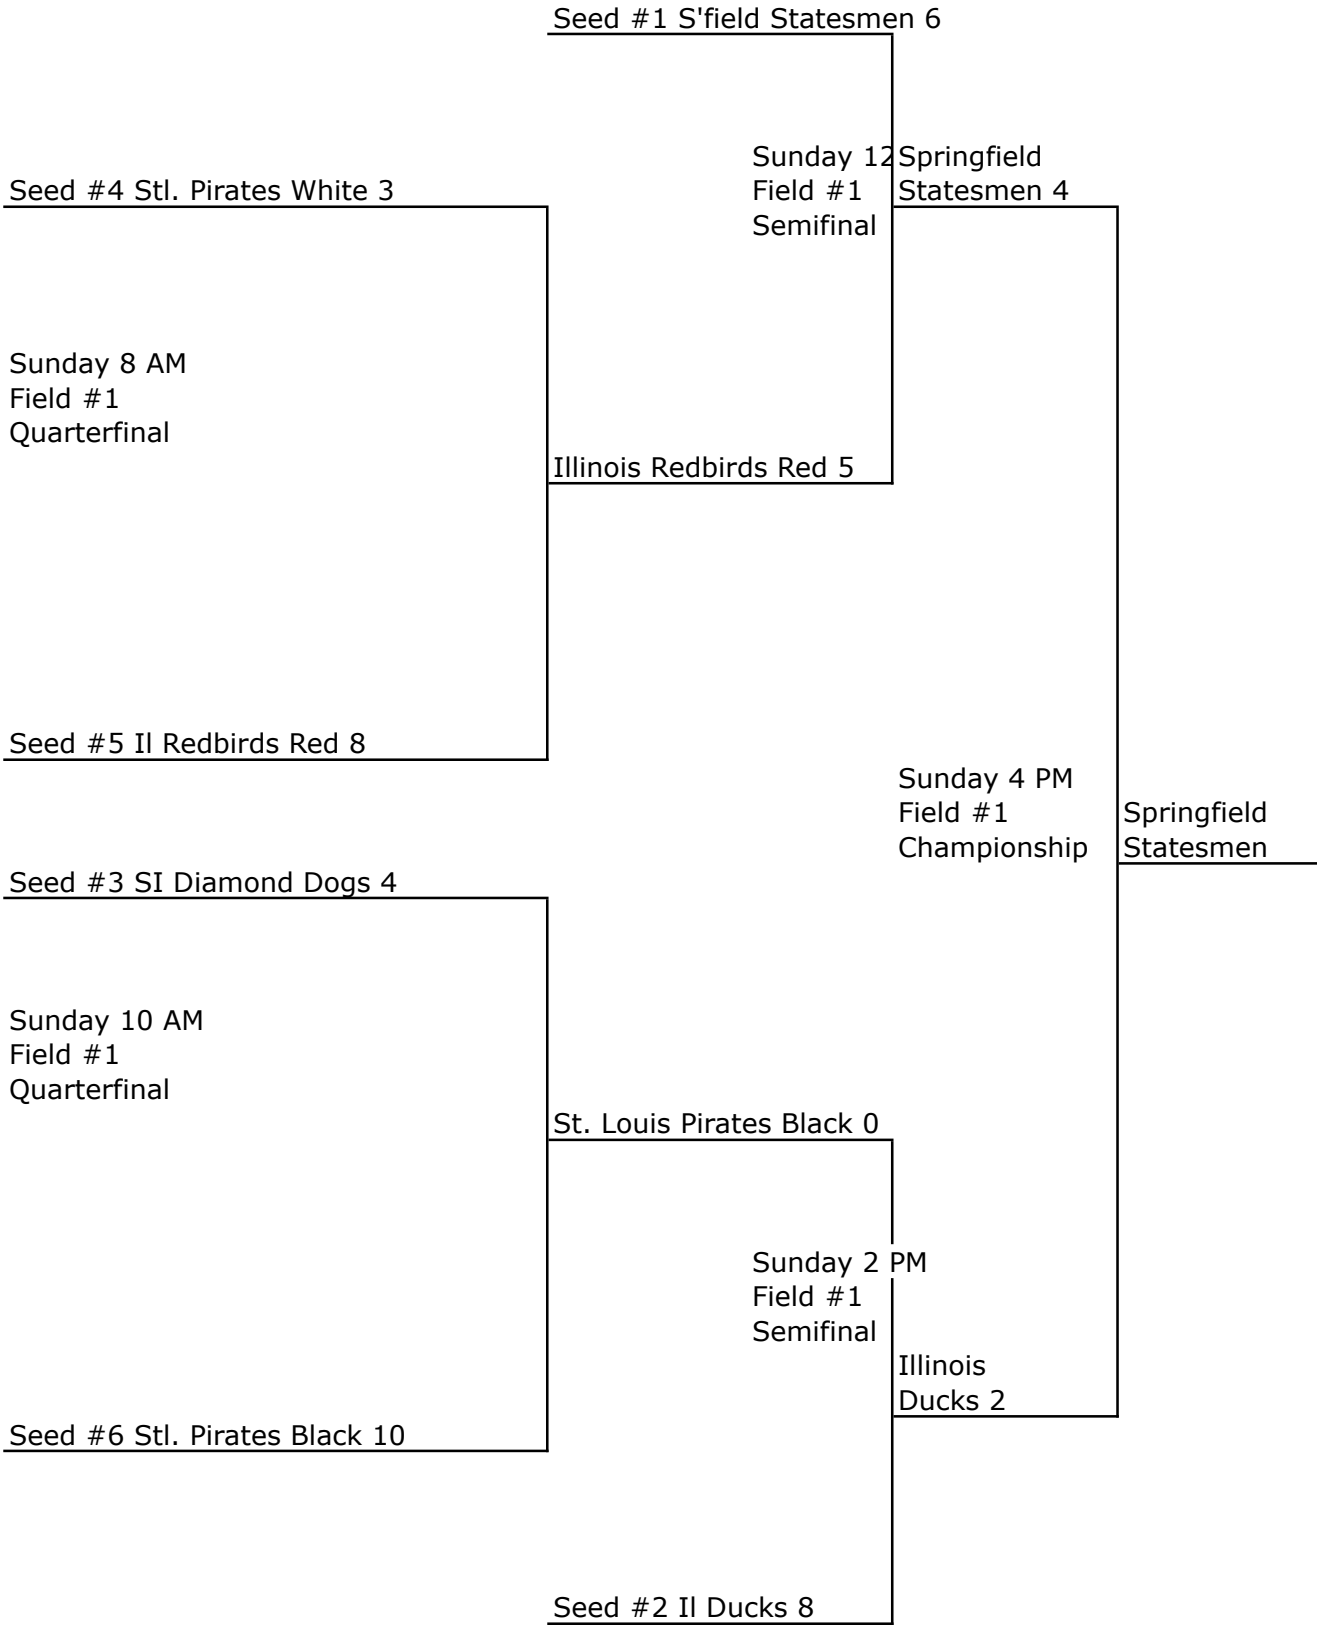 Seed #1 S'field Statesmen 6
Sunday 12
Field #1
Semifinal
Springfield
Statesmen 4
Seed #4 Stl. Pirates White 3
Sunday 8 AM
Field #1
Quarterfinal
Illinois Redbirds Red 5
Seed #5 Il Redbirds Red 8
Sunday 4 PM
Field #1
Championship
Springfield
Statesmen
Seed #3 SI Diamond Dogs 4
Sunday 10 AM
Field #1
Quarterfinal
St. Louis Pirates Black 0
Sunday 2 PM
Field #1
Semifinal
Illinois
Ducks 2
Seed #6 Stl. Pirates Black 10
Seed #2 Il Ducks 8